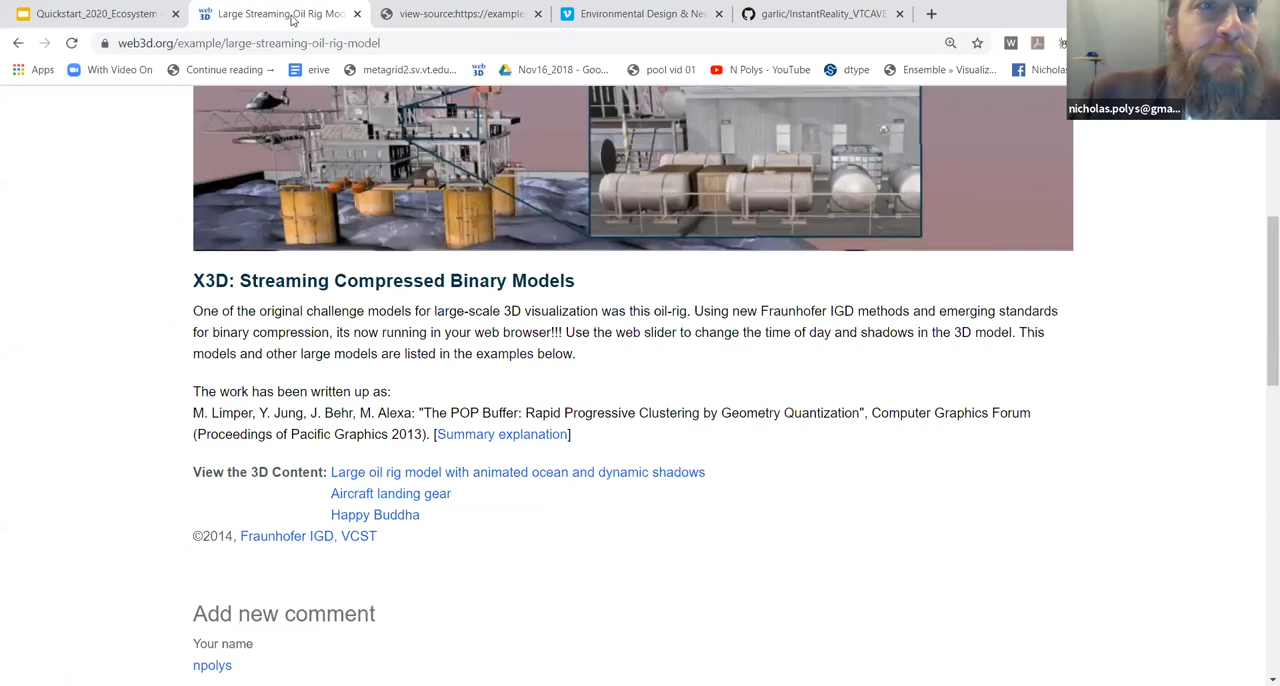 Quickstart_2020_Ecosystem
Large Streaming Oil Rig Mod
view-source:https://example
Environmental Design & Ne
garlic/InstantReality_VTCAVE
web3d.org/example/large-streaming-oil-rig-model
Apps
With Video On
Continue reading →
erive
metagrid2.sv.vt.edu...
web 3D
Nov16_2018 - Goo...
pool vid 01
N Polys - YouTube
dtype
Ensemble » Visualiz...
Nichola
nicholas.polys@gma...
X3D: Streaming Compressed Binary Models
One of the original challenge models for large-scale 3D visualization was this oil-rig. Using new Fraunhofer IGD methods and emerging standards
for binary compression, its now running in your web browser!!! Use the web slider to change the time of day and shadows in the 3D model. This
models and other large models are listed in the examples below.
The work has been written up as:
M. Limper, Y. Jung, J. Behr, M. Alexa: "The POP Buffer: Rapid Progressive Clustering by Geometry Quantization", Computer Graphics Forum
(Proceedings of Pacific Graphics 2013). [Summary explanation]
View the 3D Content: Large oil rig model with animated ocean and dynamic shadows
Aircraft landing gear
Happy Buddha
©2014, Fraunhofer IGD, VCST
Add new comment
Your name
npolys